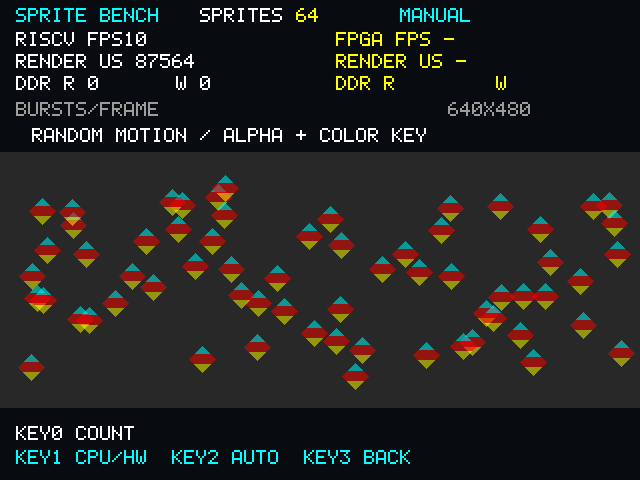 SPRITE BENCH SPRITES 64 MANUAL
RISCV FPS10 FPGA FPS -
RENDER US 87564 RENDER US -
DDR R 0 W 0 DDR R W
BURSTS/FRAME 640X480
RANDOM MOTION / ALPHA + COLOR KEY
KEY0 COUNT
KEY1 CPU/HW KEY2 AUTO KEY3 BACK